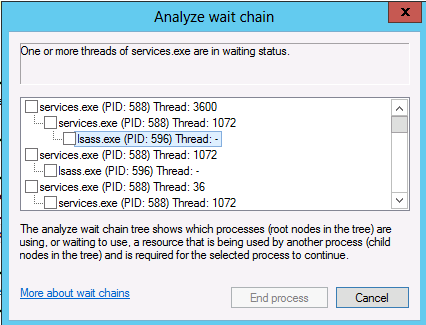 Analyze wait chain
x
One or more threads of services.exe are in waiting status.
services.exe (PID: 588) Thread: 3600
services.exe (PID: 588) Thread: 1072
lsass.exe (PID: 596) Thread: -
services.exe (PID: 588) Thread: 1072
lsass.exe (PID: 596) Thread: -
services.exe (PID: 588) Thread: 36
services.exe (PID: 588) Thread: 1072
The analyze wait chain tree shows which processes (root nodes in the tree) are
using, or waiting to use, a resource that is being used by another process (child
nodes in the tree) and is required for the selected process to continue.
More about wait chains
End process
Cancel